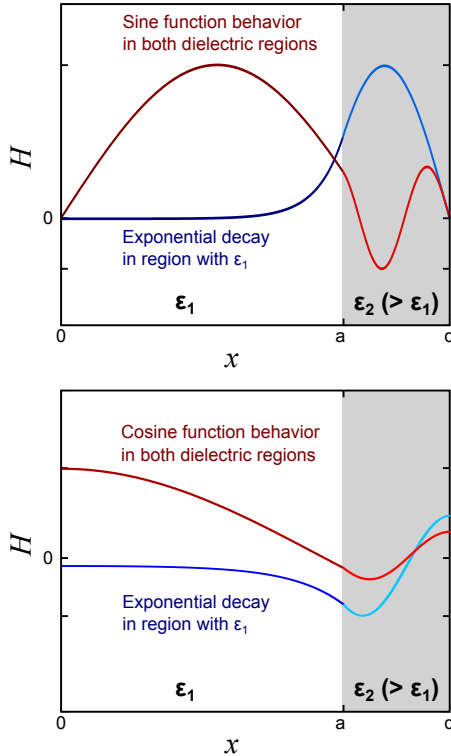 Sine function behavior
in both dielectric regions
H
0
Exponential decay
in region with ε₁
ε₁
ε₂ (> ε₁)
0
a
d
x
Cosine function behavior
in both dielectric regions
H
0
Exponential decay
in region with ε₁
ε₁
ε₂ (> ε₁)
0
a
x